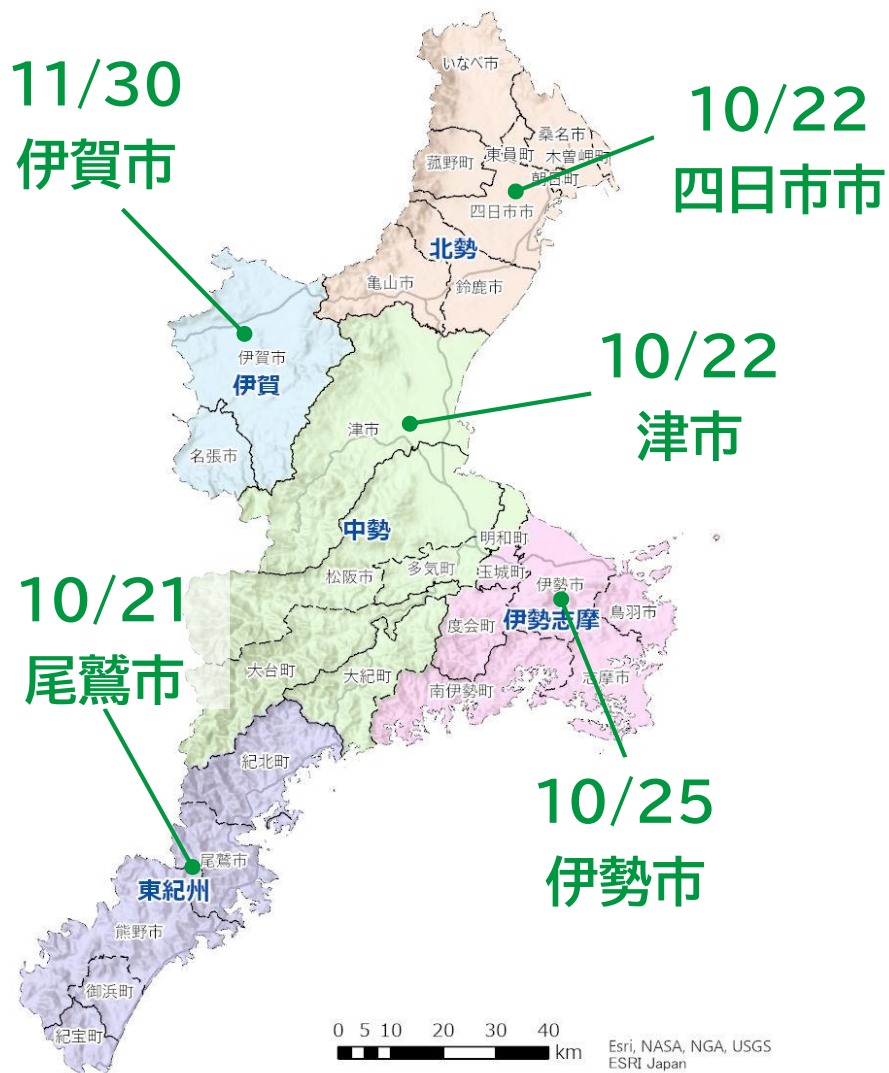 11/30
伊賀市
10/22
四日市市
いなべ市
桑名市
東員町
木曽岬町
菰野町
朝日町
四日市市
北勢
亀山市
鈴鹿市
伊賀市
伊賀
名張市
10/22
津市
津市
中勢
明和町
松阪市
多気町
玉城町
伊勢市
鳥羽市
度会町
伊勢志摩
志摩市
大台町
大紀町
南伊勢町
10/21
尾鷲市
紀北町
10/25
伊勢市
尾鷲市
東紀州
熊野市
御浜町
紀宝町
0 5 10 20 30 40
km
Esri, NASA, NGA, USGS
ESRI Japan